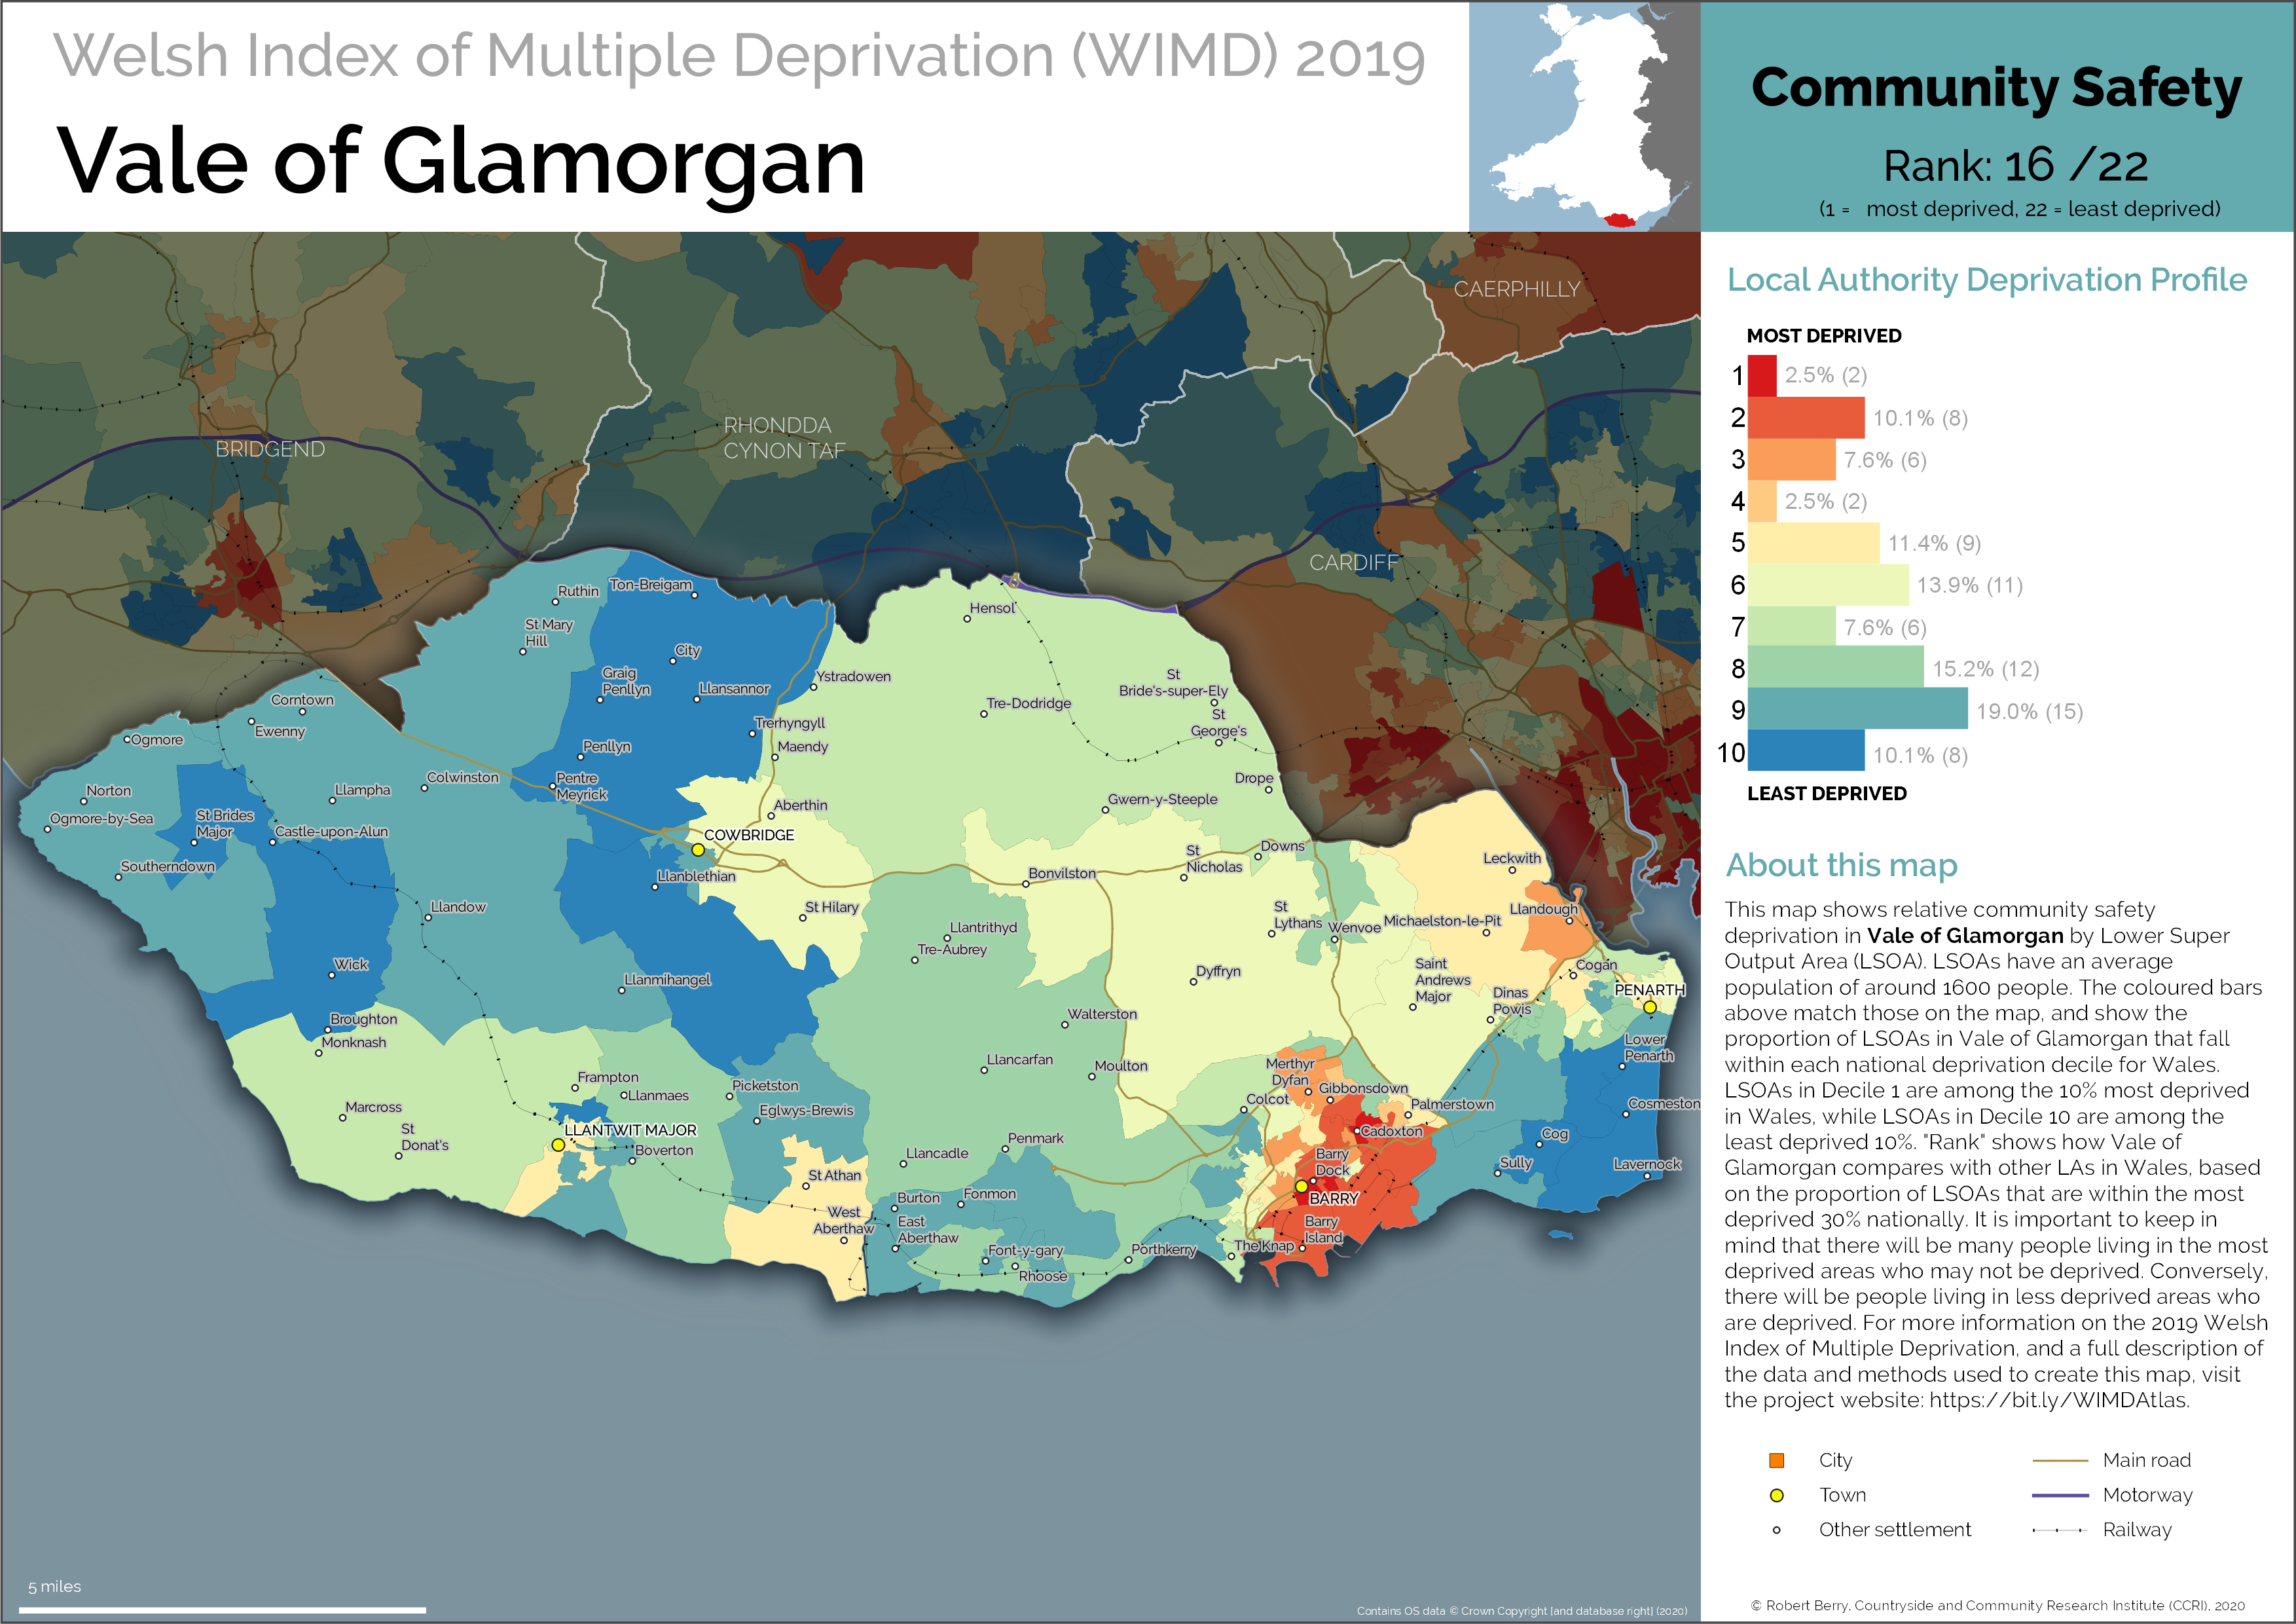 Welsh Index of Multiple Deprivation (WIMD) 2019
Vale of Glamorgan
Community Safety
Rank: 16 /22
(1 = most deprived, 22 = least deprived)
CAERPHILLY
RHONDDA
CYNON TAF
BRIDGEND
CARDIFF
Ruthin
Ton-Breigam
Hensol
St Mary
Hill
City
Graig
Penllyn
Llansannor
Ystradowen
St
Bride's-super-Ely
Corntown
Tre-Dodridge
Ewenny
Trerhyngyll
St
George's
Ogmore
Penllyn
Maendy
Colwinston
Pentre
Meyrick
Drope
Norton
Llampha
Aberthin
Gwern-y-Steeple
Ogmore-by-Sea
St Brides
Major
Castle-upon-Alun
COWBRIDGE
Downs
Southerndown
Llanblethian
Bonvilston
St
Nicholas
Leckwith
Llandow
St Hilary
Llantrithyd
St
Lythans
Wenvoe
Michaelston-le-Pit
Llandough
Tre-Aubrey
Wick
Llanmihangel
Dyffryn
Saint
Andrews
Major
Cogan
PENARTH
Dinas
Powis
Broughton
Walterston
Monknash
Lower
Penarth
Llancarfan
Moulton
Merthyr
Dyfan
Frampton
Picketston
Gibbonsdown
Llanmaes
Colcot
Palmerstown
Cosmeston
Marcross
Eglwys-Brewis
St
Donat's
LLANTWIT MAJOR
Cadoxton
Cog
Boverton
Penmark
Barry
Dock
Llancadle
Sully
Lavernock
St Athan
BARRY
Burton
Fonmon
West
Aberthaw
East
Aberthaw
Barry
Island
Font-y-gary
Porthkerry
The Knap
Rhoose
5 miles
Contains OS data © Crown Copyright [and database right] (2020)
Local Authority Deprivation Profile
MOST DEPRIVED
1 2.5% (2)
2 10.1% (8)
3 7.6% (6)
4 2.5% (2)
5 11.4% (9)
6 13.9% (11)
7 7.6% (6)
8 15.2% (12)
9 19.0% (15)
10 10.1% (8)
LEAST DEPRIVED
About this map
This map shows relative community safety
deprivation in Vale of Glamorgan by Lower Super
Output Area (LSOA). LSOAs have an average
population of around 1600 people. The coloured bars
above match those on the map, and show the
proportion of LSOAs in Vale of Glamorgan that fall
within each national deprivation decile for Wales.
LSOAs in Decile 1 are among the 10% most deprived
in Wales, while LSOAs in Decile 10 are among the
least deprived 10%. "Rank" shows how Vale of
Glamorgan compares with other LAs in Wales, based
on the proportion of LSOAs that are within the most
deprived 30% nationally. It is important to keep in
mind that there will be many people living in the most
deprived areas who may not be deprived. Conversely,
there will be people living in less deprived areas who
are deprived. For more information on the 2019 Welsh
Index of Multiple Deprivation, and a full description of
the data and methods used to create this map, visit
the project website: https://bit.ly/WIMDAtlas.
City
Town
Other settlement
Main road
Motorway
Railway
© Robert Berry, Countryside and Community Research Institute (CCRI), 2020